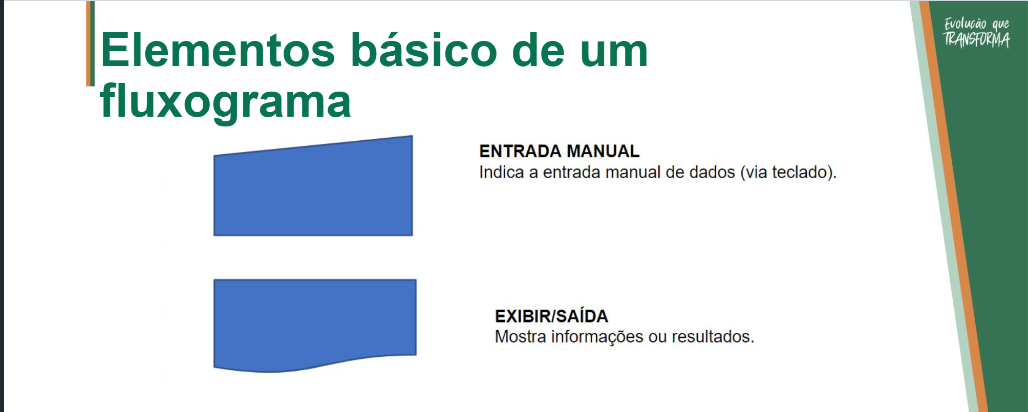 Elementos básico de um
fluxograma
Evolução que
TRANSFORMA
ENTRADA MANUAL
Indica a entrada manual de dados (via teclado).
EXIBIR/SAÍDA
Mostra informações ou resultados.